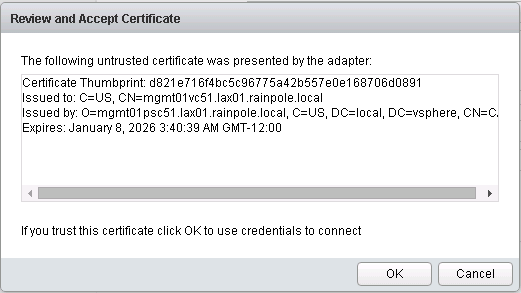 Review and Accept Certificate
The following untrusted certificate was presented by the adapter:
Certificate Thumbprint: d821e716f4bc5c96775a42b557e0e168706d0891
Issued to: C=US, CN=mgmt01vc51.lax01.rainpole.local
Issued by: O=mgmt01psc51.lax01.rainpole.local, C=US, DC=local, DC=vsphere, CN=C
Expires: January 8, 2026 3:40:39 AM GMT-12:00
If you trust this certificate click OK to use credentials to connect
OK Cancel